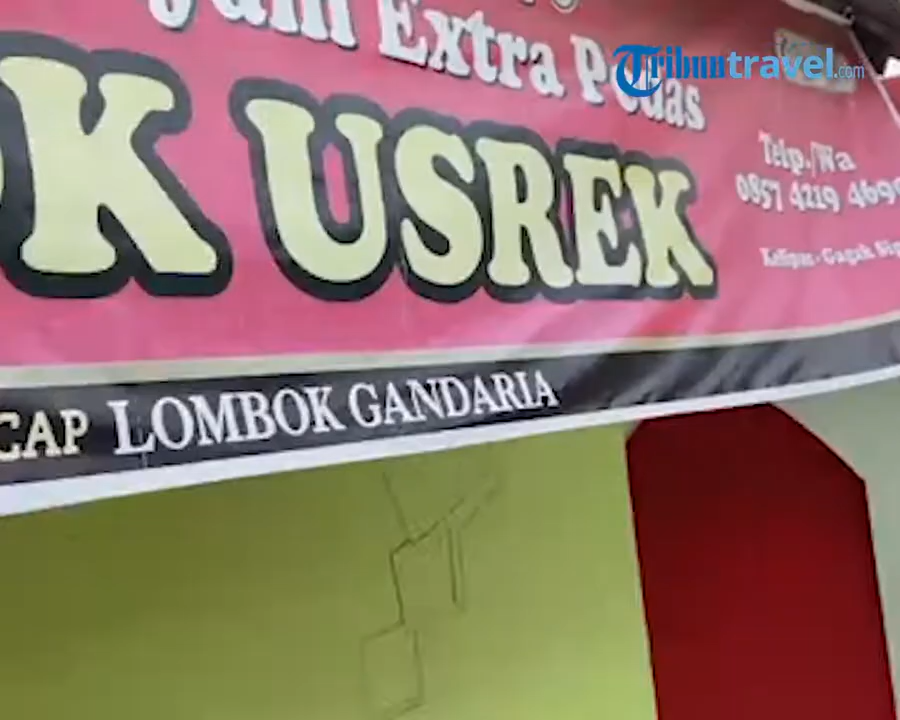 Extra Pedas
Tribuntravel.com
K USREK
Telp./Wa
0857 4219 469
CAP LOMBOK GANDARIA